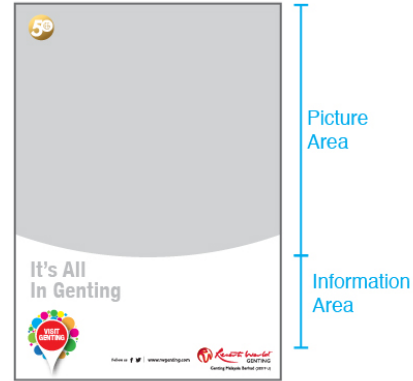 50
Picture
Area
It's All
In Genting
Information
Area
VISIT
GENTING
Follow us f | www.rwgenting.com
Resorts World
GENTING
Genting Malaysia Berhad